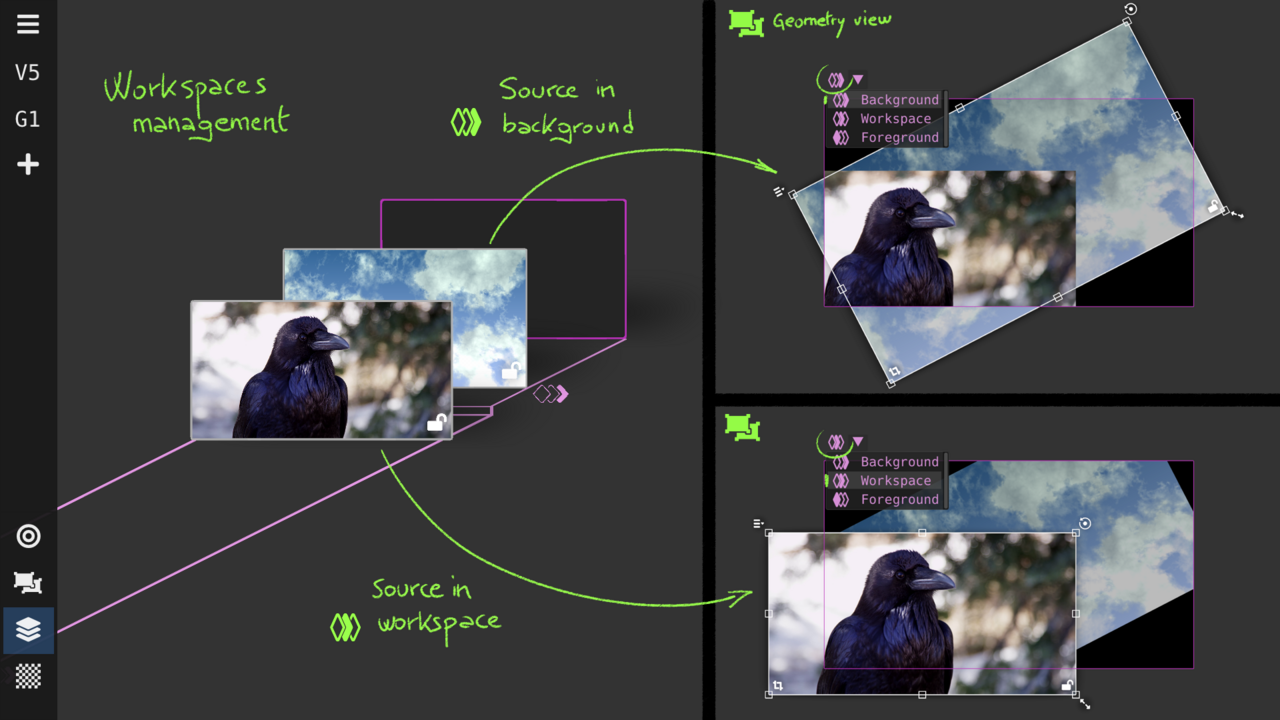 V5
G1
Workspaces
management
Source in
background
Source in
workspace
Geometry view
Background
Workspace
Foreground
Background
Workspace
Foreground